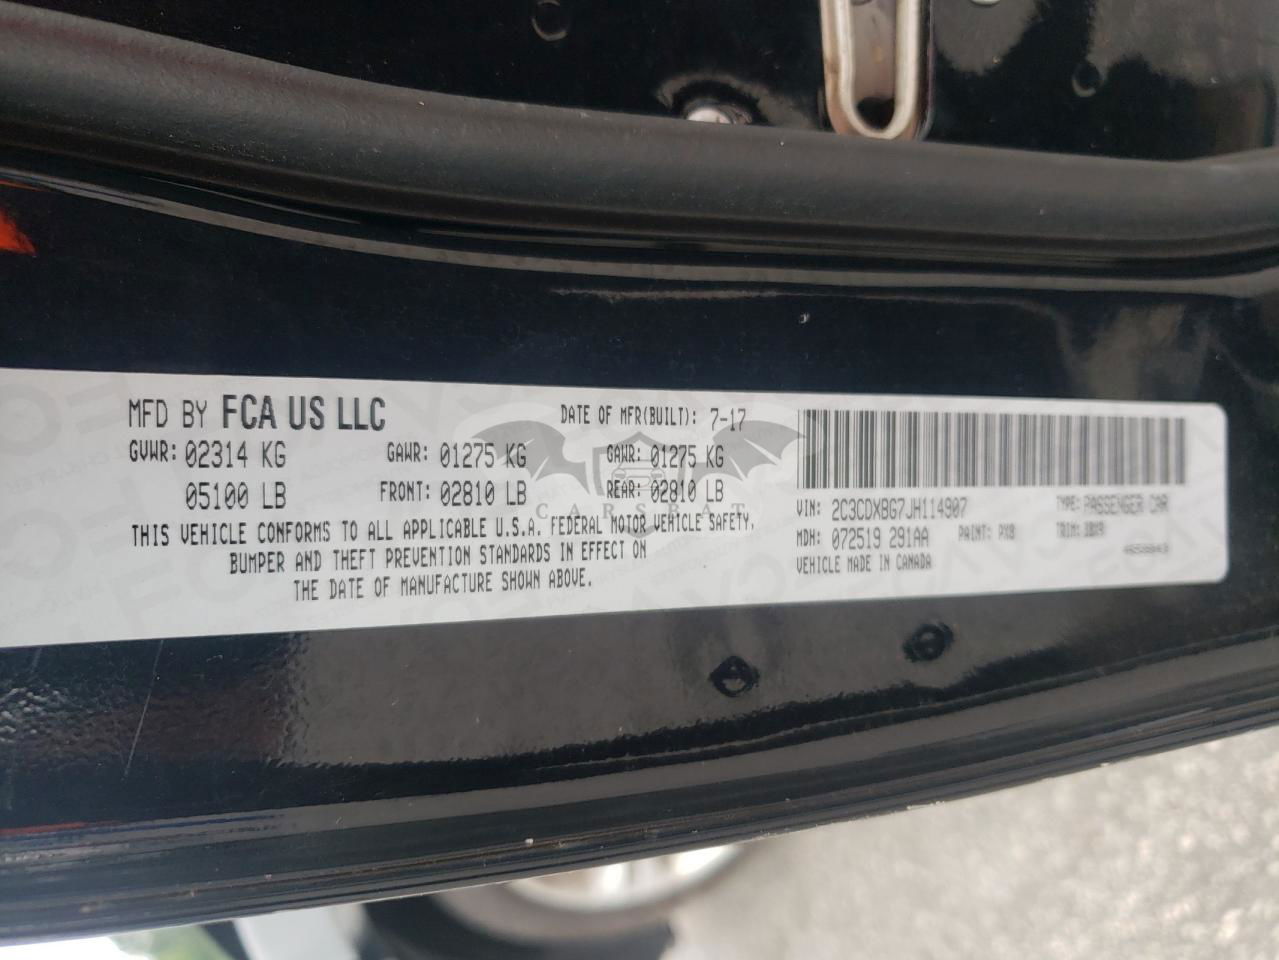 MFD BY FCA US LLC DATE OF MFR(BUILT): 7-17
GVWR: 02314 KG GAWR: 01275 KG GAWR: 01275 KG
05100 LB FRONT: 02810 LB REAR: 02810 LB
THIS VEHICLE CONFORMS TO ALL APPLICABLE U.S.A. FEDERAL MOTOR VEHICLE SAFETY,
BUMPER AND THEFT PREVENTION STANDARDS IN EFFECT ON
THE DATE OF MANUFACTURE SHOWN ABOVE.
VIN: 2C3CDXBG7JH114907 TYPE: PASSENGER CAR
MDH: 072519 291AA PAINT: PX8 TRIM:
VEHICLE MADE IN CANADA
CARSBAT